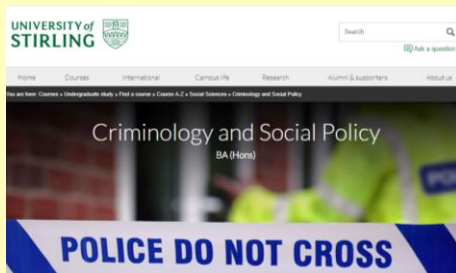 UNIVERSITY of
STIRLING
Search
Ask a question
Home Courses International Campus life Research Alumni & supporters About us
You are here: Courses » Undergraduate study » Find a course » Course A-Z » Social Sciences » Criminology and Social Policy
Criminology and Social Policy
BA (Hons)
POLICE DO NOT CROSS